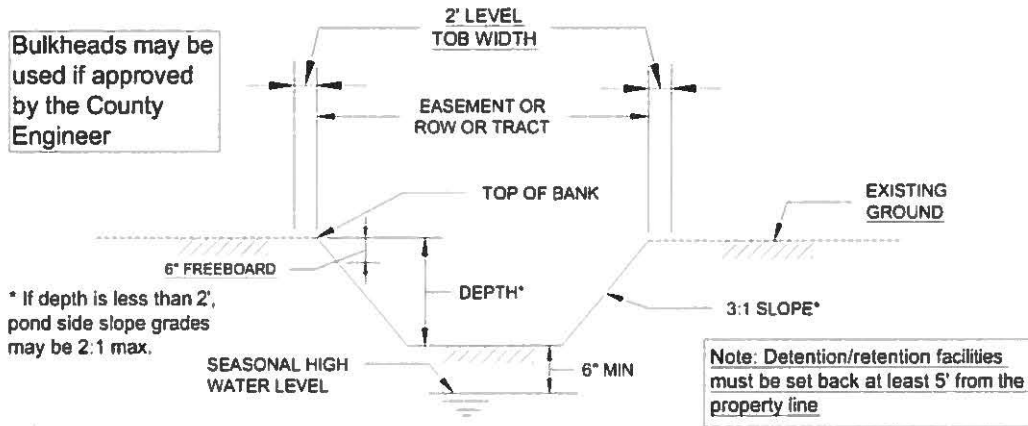 2' LEVEL
TOB WIDTH
Bulkheads may be
used if approved
by the County
Engineer
EASEMENT OR
ROW OR TRACT
TOP OF BANK
EXISTING
GROUND
6" FREEBOARD
DEPTH*
* If depth is less than 2',
pond side slope grades
may be 2:1 max.
3:1 SLOPE*
SEASONAL HIGH
WATER LEVEL
6" MIN
Note: Detention/retention facilities
must be set back at least 5' from the
property line